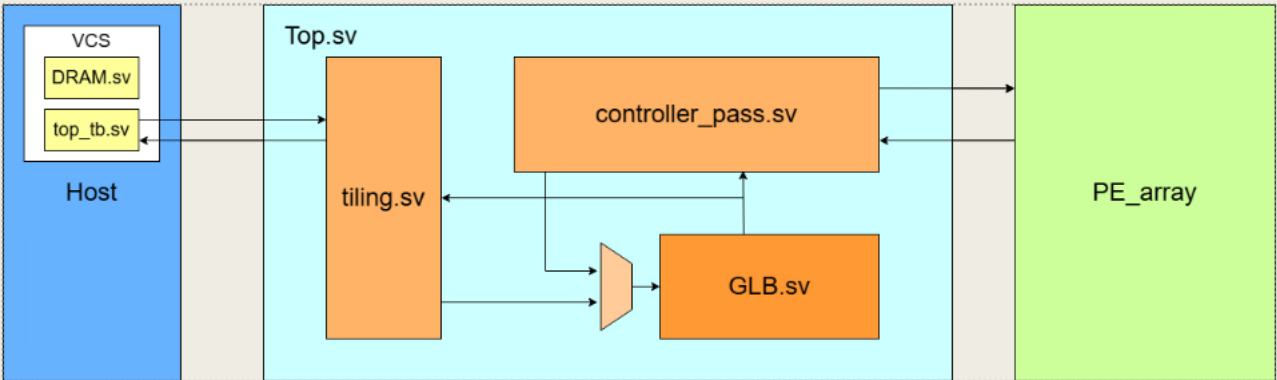 VCS
DRAM.sv
top_tb.sv
Host
Top.sv
tiling.sv
controller_pass.sv
GLB.sv
PE_array